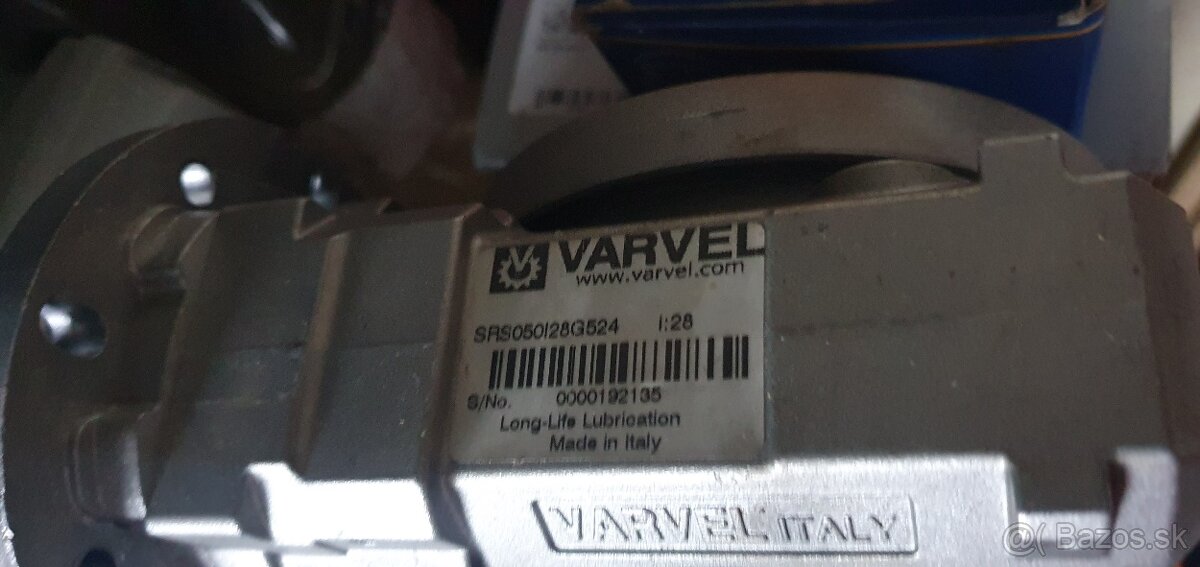 VARVEL
www.varvel.com
SRS050I28G524 I:28
S/No. 0000192135
Long-Life Lubrication
Made in Italy
VARVEL ITALY
@( Bazos.sk